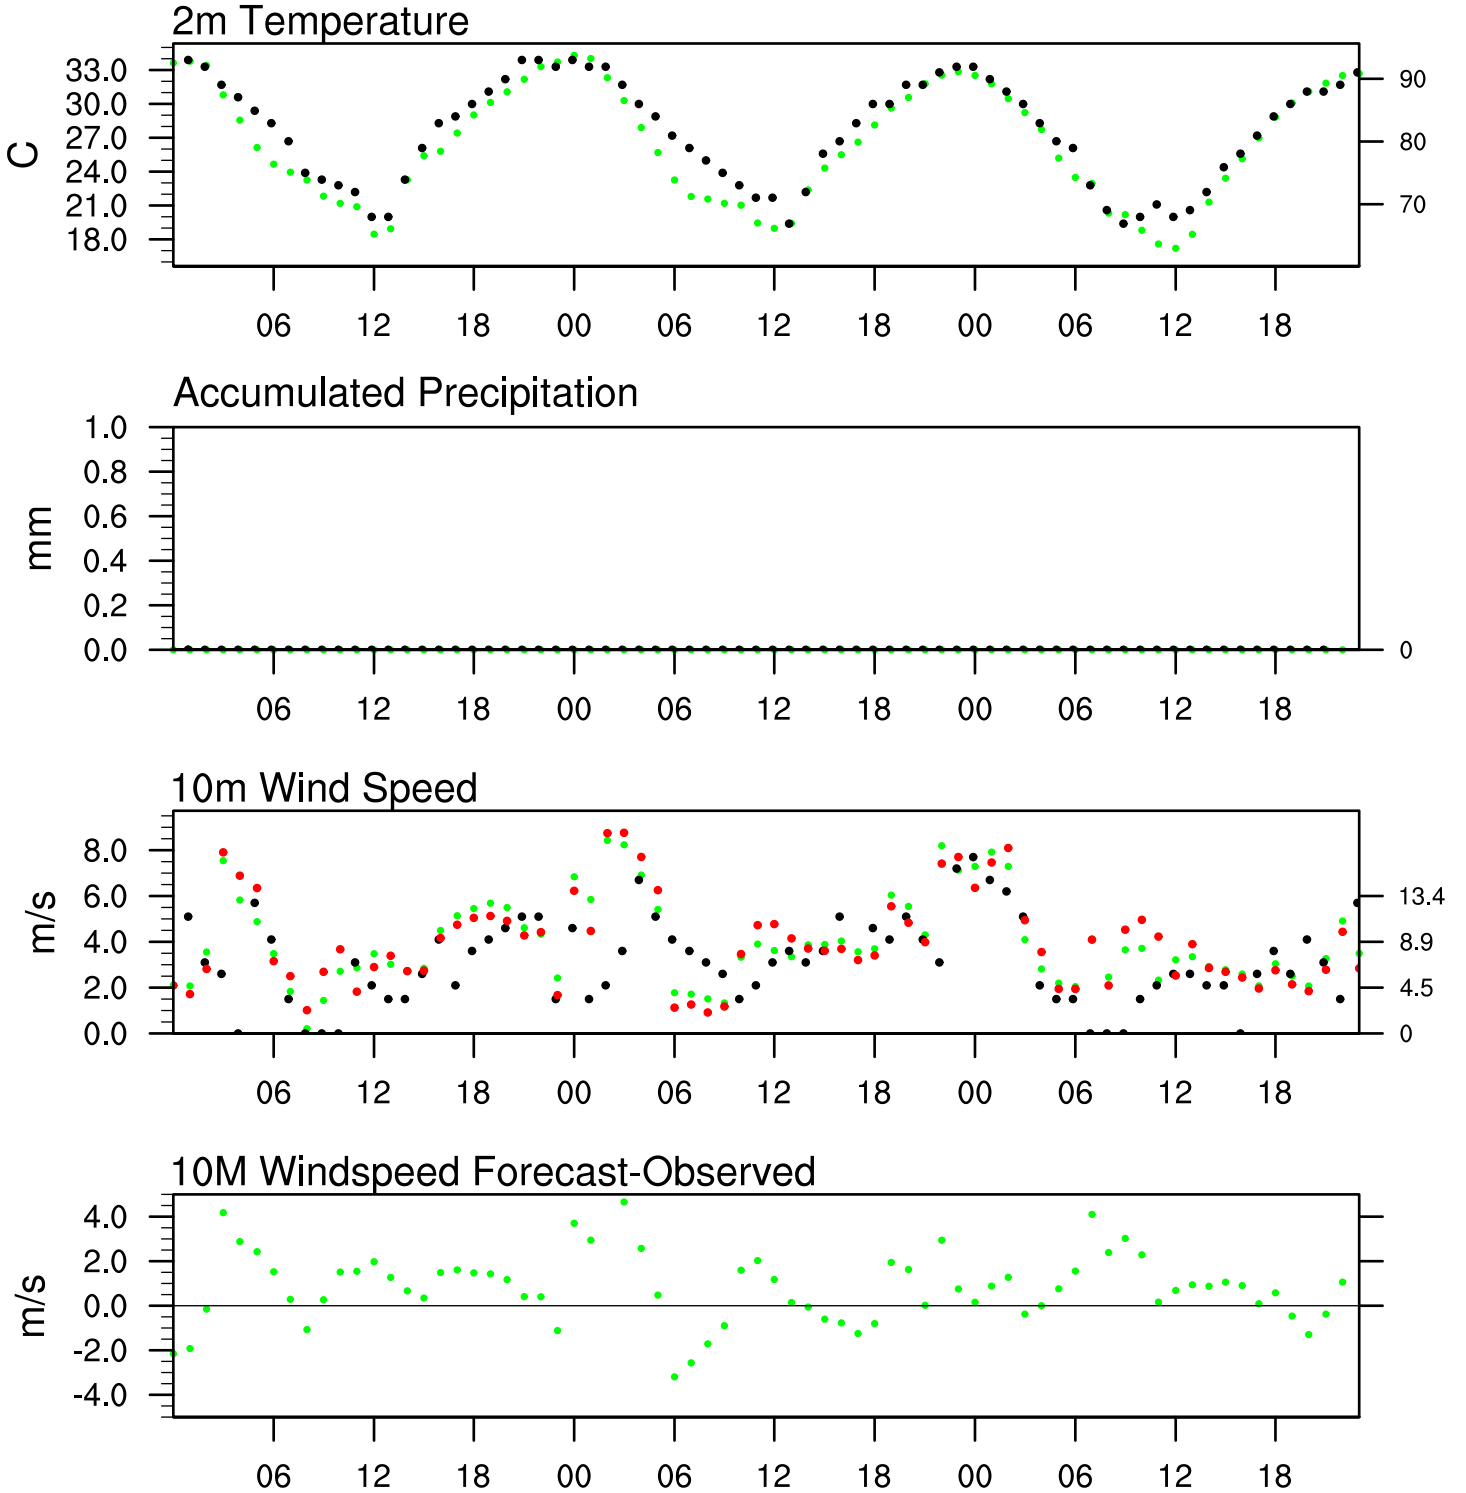 2m Temperature
33.0
30.0
27.0
24.0
21.0
18.0
C
90
80
70
06 12 18 00 06 12 18 00 06 12 18
Accumulated Precipitation
1.0
0.8
0.6
0.4
0.2
0.0
mm
0
06 12 18 00 06 12 18 00 06 12 18
10m Wind Speed
8.0
6.0
4.0
2.0
0.0
m/s
13.4
8.9
4.5
0
06 12 18 00 06 12 18 00 06 12 18
10M Windspeed Forecast-Observed
4.0
2.0
0.0
-2.0
-4.0
m/s
06 12 18 00 06 12 18 00 06 12 18